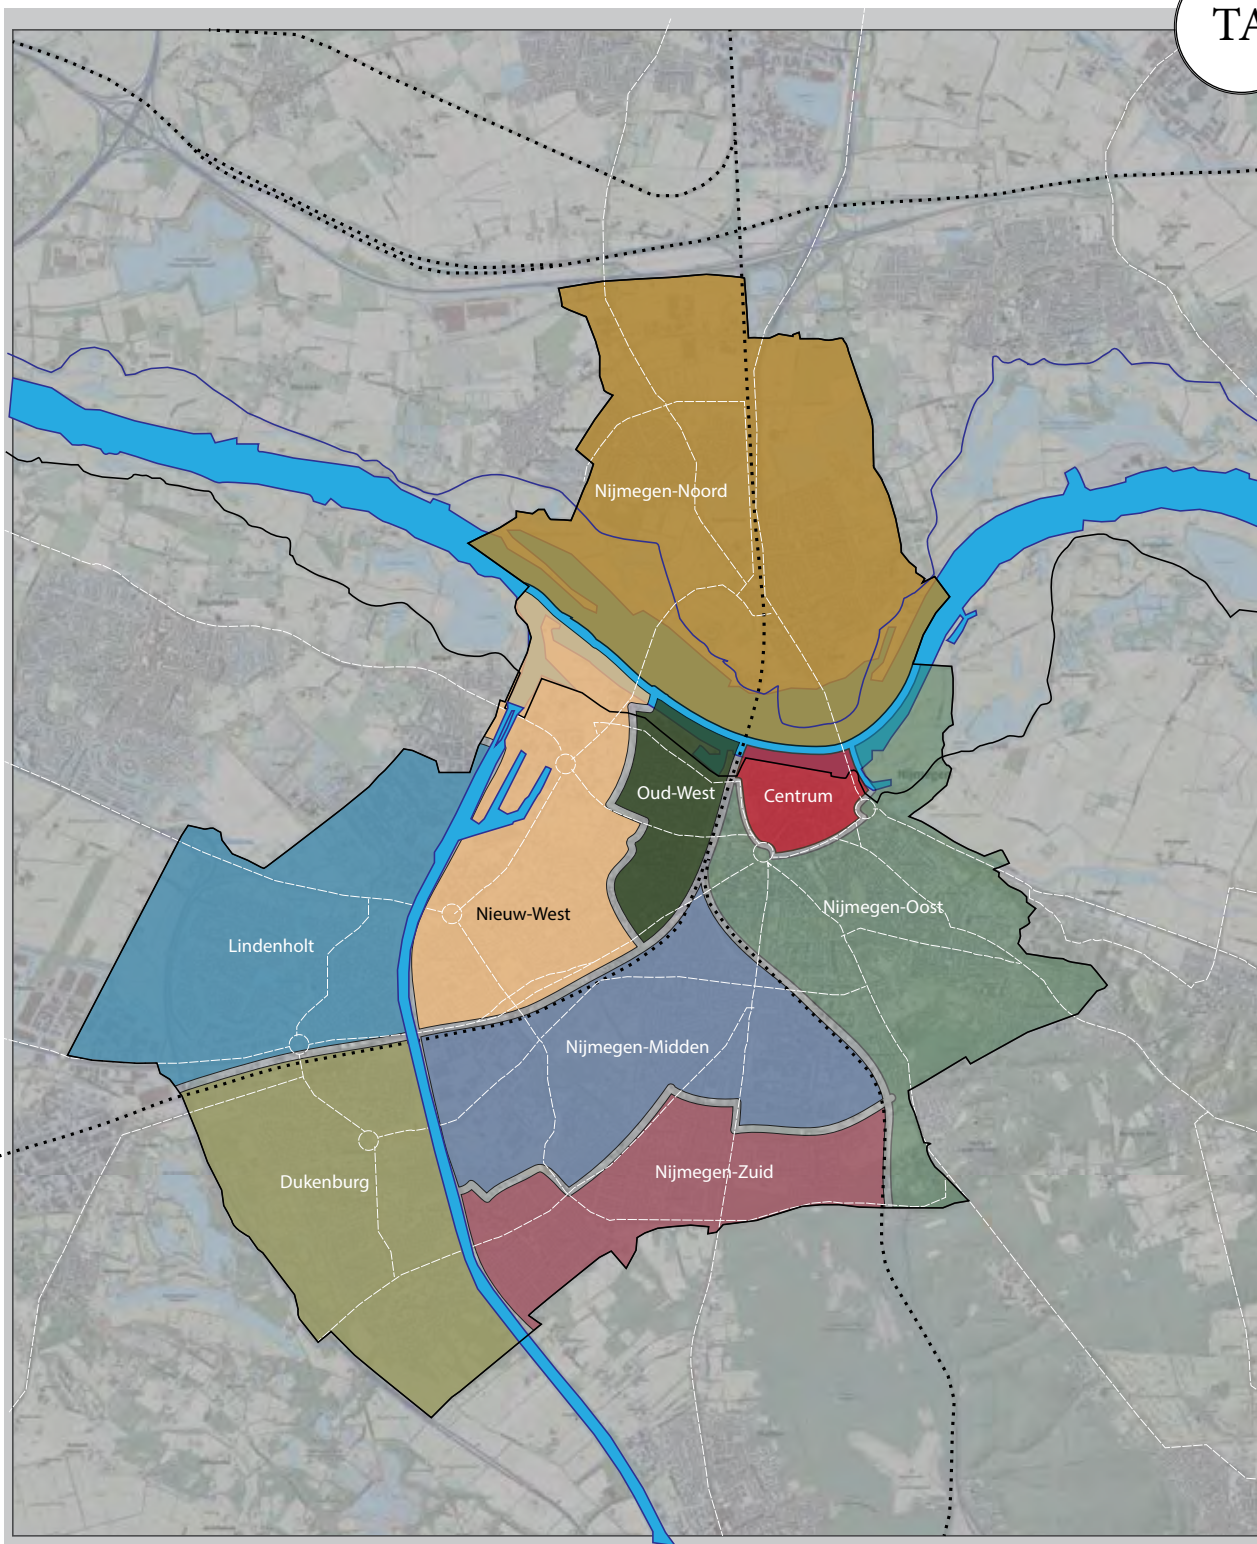 TA
Nijmegen-Noord
Oud-West
Centrum
Nieuw-West
Nijmegen-Oost
Lindenholt
Nijmegen-Midden
Nijmegen-Zuid
Dukenburg